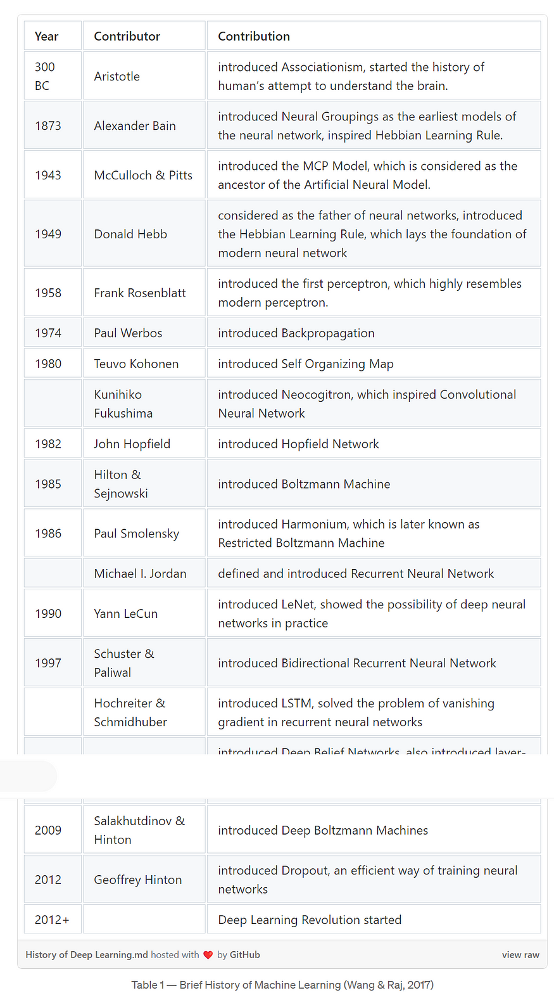 Year Contributor Contribution
300 introduced Associationism, started the history of
BC Aristotle human’s attempt to understand the brain.
1873 Alexander Bain introduced Neural Groupings as the earliest models of
the neural network, inspired Hebbian Learning Rule.
1943 McCulloch & Pitts introduced the MCP Model, which is considered as the
ancestor of the Artificial Neural Model.
considered as the father of neural networks, introduced
1949 Donald Hebb the Hebbian Learning Rule, which lays the foundation of
modern neural network
1958 Frank Rosenblatt introduced the first perceptron, which highly resembles
modern perceptron.
1974 Paul Werbos introduced Backpropagation
1980 Teuvo Kohonen introduced Self Organizing Map
Kunihiko introduced Neocogitron, which inspired Convolutional
Fukushima Neural Network
1982 John Hopfield introduced Hopfield Network
Hilton &
1985 Sejnowski introduced Boltzmann Machine
1986 Paul Smolensky introduced Harmonium, which is later known as
Restricted Boltzmann Machine
Michael I. Jordan defined and introduced Recurrent Neural Network
1990 Yann LeCun introduced LeNet, showed the possibility of deep neural
networks in practice
Schuster &
1997 Paliwal introduced Bidirectional Recurrent Neural Network
Hochreiter & introduced LSTM, solved the problem of vanishing
Schmidhuber gradient in recurrent neural networks
introduced Deep Belief Networks, also introduced layer-
Salakhutdinov &
2009 Hinton introduced Deep Boltzmann Machines
2012 Geoffrey Hinton introduced Dropout, an efficient way of training neural
networks
2012+ Deep Learning Revolution started
History of Deep Learning.md hosted with ❤ by GitHub view raw
Table 1 — Brief History of Machine Learning (Wang & Raj, 2017)